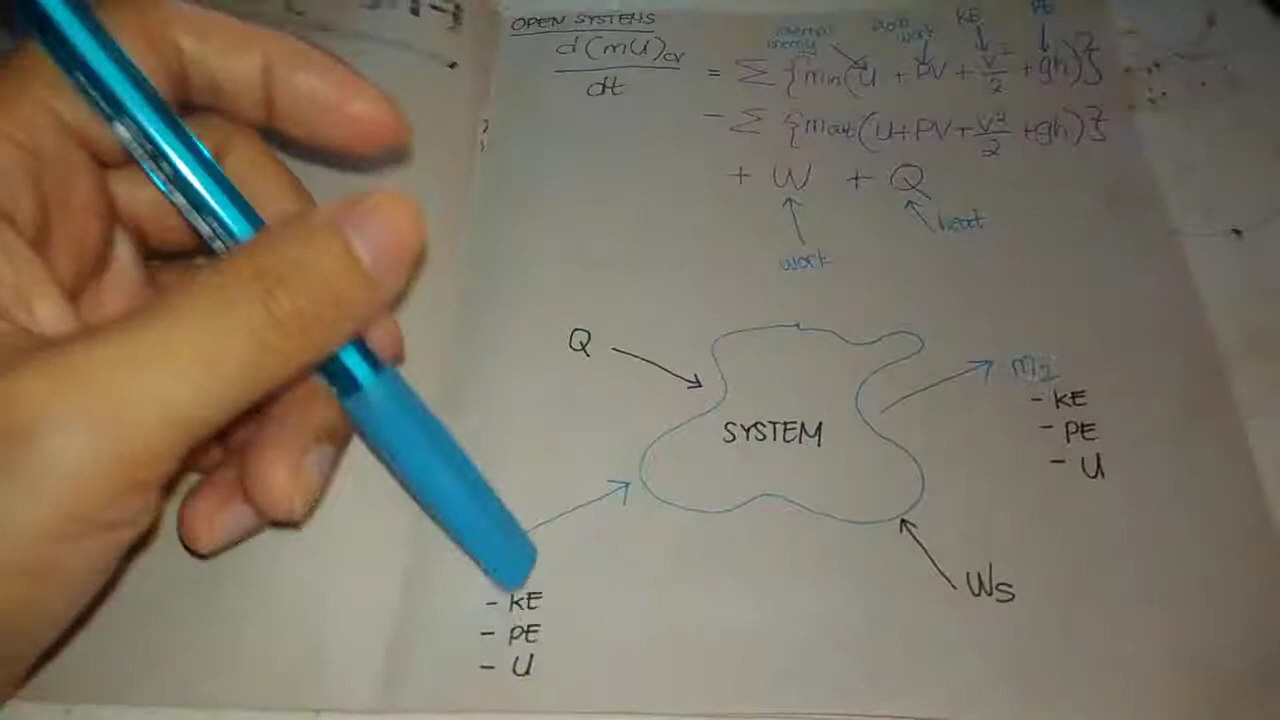 OPEN SYSTEMS
internal energy flow work KE PE
d(mU)cv/dt = Σ {min(U + PV + V²/2 + gh)}
- Σ {mout(U+PV+V²/2 +gh)}
+ W + Q
heat
work
Q
SYSTEM
m2
- KE
- PE
- U
Ws
- KE
- PE
- U